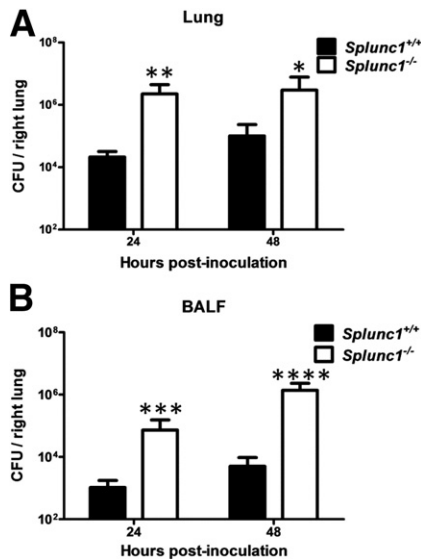 A
Lung
Splunc1+/+
Splunc1-/-
CFU / right lung
10^8
10^6
10^4
10^2
**
*
24
48
Hours post-inoculation
B
BALF
Splunc1+/+
Splunc1-/-
CFU / right lung
10^8
10^6
10^4
10^2
***
****
24
48
Hours post-inoculation